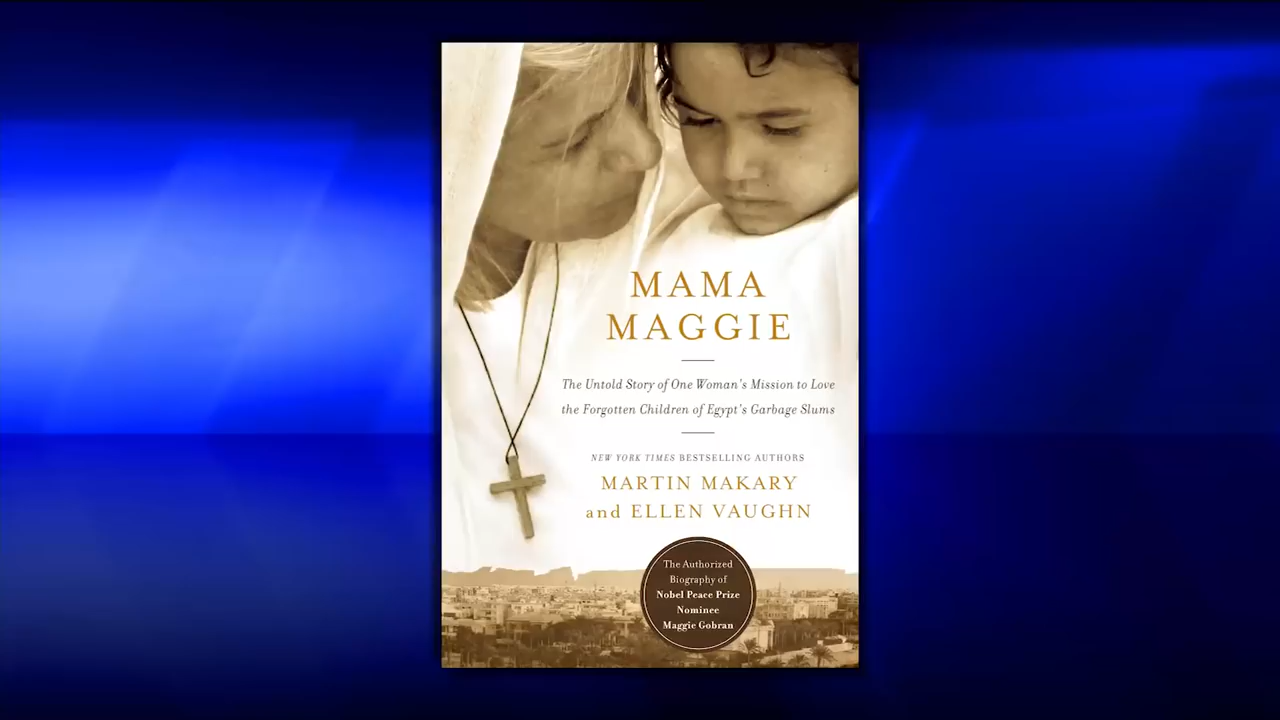 MAMA
MAGGIE
The Untold Story of One Woman's Mission to Love
the Forgotten Children of Egypt's Garbage Slums
NEW YORK TIMES BESTSELLING AUTHORS
MARTIN MAKARY
and ELLEN VAUGHN
The Authorized
Biography of
Nobel Peace Prize
Nominee
Maggie Gobran